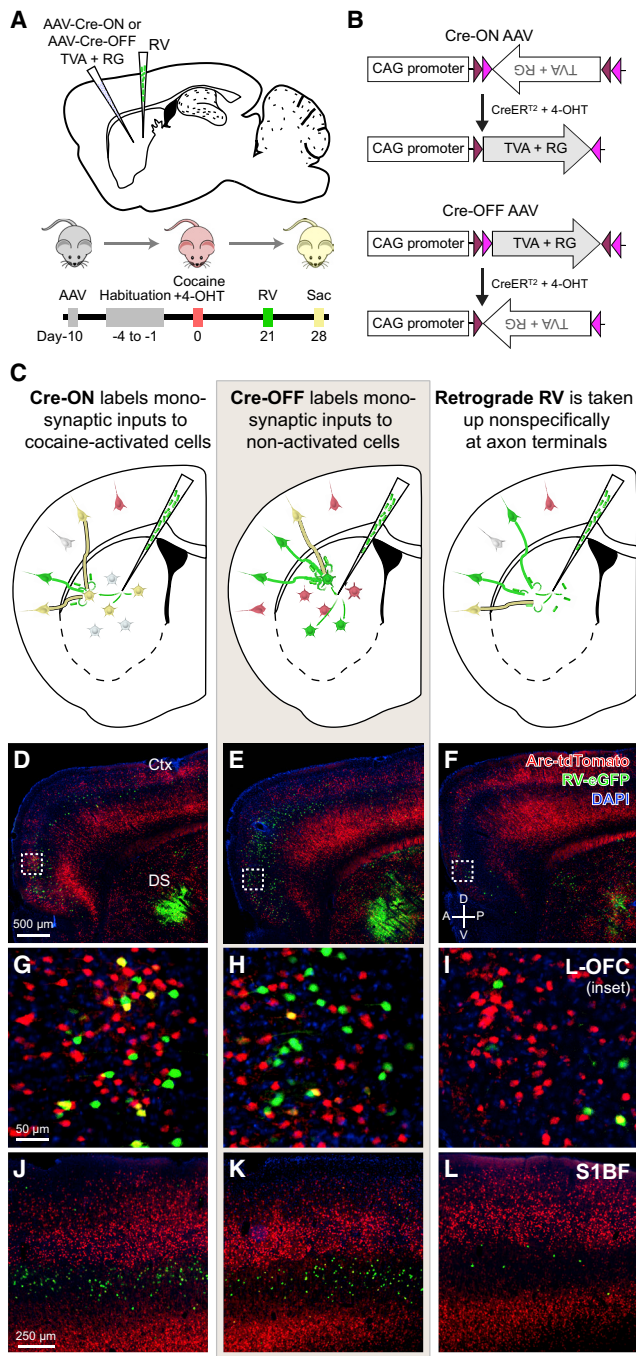 A
AAV-Cre-ON or
AAV-Cre-OFF
TVA + RG
RV
Cocaine
+4-OHT
AAV
Habituation
RV
Sac
Day-10
-4 to -1
0
21
28
B
Cre-ON AAV
CAG promoter
TVA + RG
CreERT2 + 4-OHT
CAG promoter
TVA + RG
Cre-OFF AAV
CAG promoter
TVA + RG
CreERT2 + 4-OHT
CAG promoter
TVA + RG
C
Cre-ON labels mono-
synaptic inputs to
cocaine-activated cells
Cre-OFF labels mono-
synaptic inputs to
non-activated cells
Retrograde RV is taken
up nonspecifically
at axon terminals
D
Ctx
DS
500 µm
E
F
Arc-tdTomato
RV-eGFP
DAPI
D
A
P
V
G
50 µm
H
I
L-OFC
(inset)
J
250 µm
K
L
S1BF